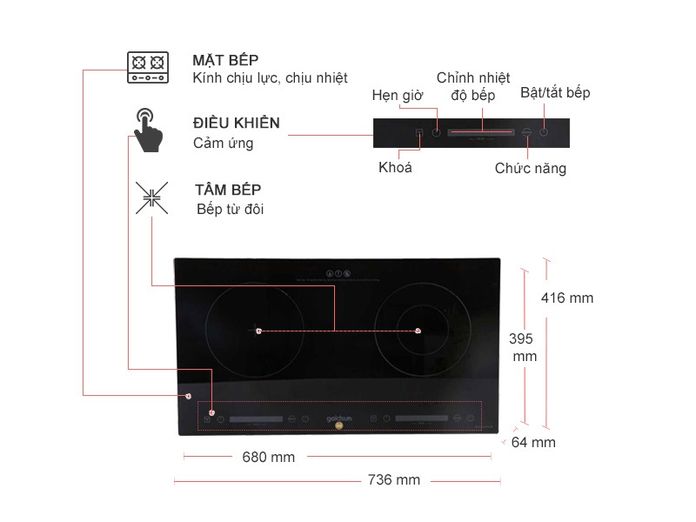 MẶT BẾP
Kính chịu lực, chịu nhiệt
ĐIỀU KHIỂN
Cảm ứng
TÂM BẾP
Bếp từ đôi
Hẹn giờ
Chỉnh nhiệt
độ bếp
Bật/tắt bếp
Khoá
Chức năng
goldsun
416 mm
395
mm
64 mm
680 mm
736 mm